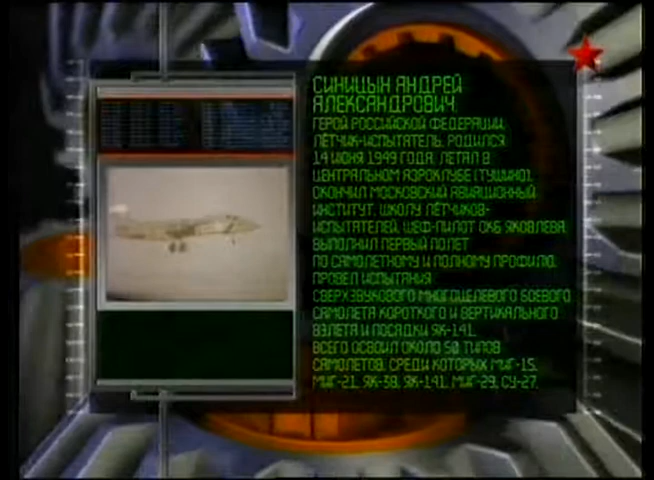 СИНИЦЫН АНДРЕЙ
АЛЕКСАНДРОВИЧ.
ГЕРОЙ РОССИЙСКОЙ ФЕДЕРАЦИИ,
ЛЁТЧИК-ИСПЫТАТЕЛЬ. РОДИЛСЯ
14 ИЮНЯ 1949 ГОДА. ЛЕТАЛ В
ЦЕНТРАЛЬНОМ АЭРОКЛУБЕ (ТУШИНО).
ОКОНЧИЛ МОСКОВСКИЙ АВИАЦИОННЫЙ
ИНСТИТУТ, ШКОЛУ ЛЁТЧИКОВ-
ИСПЫТАТЕЛЕЙ. ШЕФ-ПИЛОТ ОКБ ЯКОВЛЕВА.
ВЫПОЛНИЛ ПЕРВЫЙ ПОЛЕТ
ПО САМОЛЕТНОМУ И ПОЛНОМУ ПРОФИЛЮ,
ПРОВЕЛ ИСПЫТАНИЯ
СВЕРХЗВУКОВОГО МНОГОЦЕЛЕВОГО БОЕВОГО
САМОЛЕТА КОРОТКОГО И ВЕРТИКАЛЬНОГО
ВЗЛЕТА И ПОСАДКИ ЯК-141.
ВСЕГО ОСВОИЛ ОКОЛО 50 ТИПОВ
САМОЛЕТОВ, СРЕДИ КОТОРЫХ МИГ-15,
МИГ-21, ЯК-38, ЯК-141, МИГ-29, СУ-27.